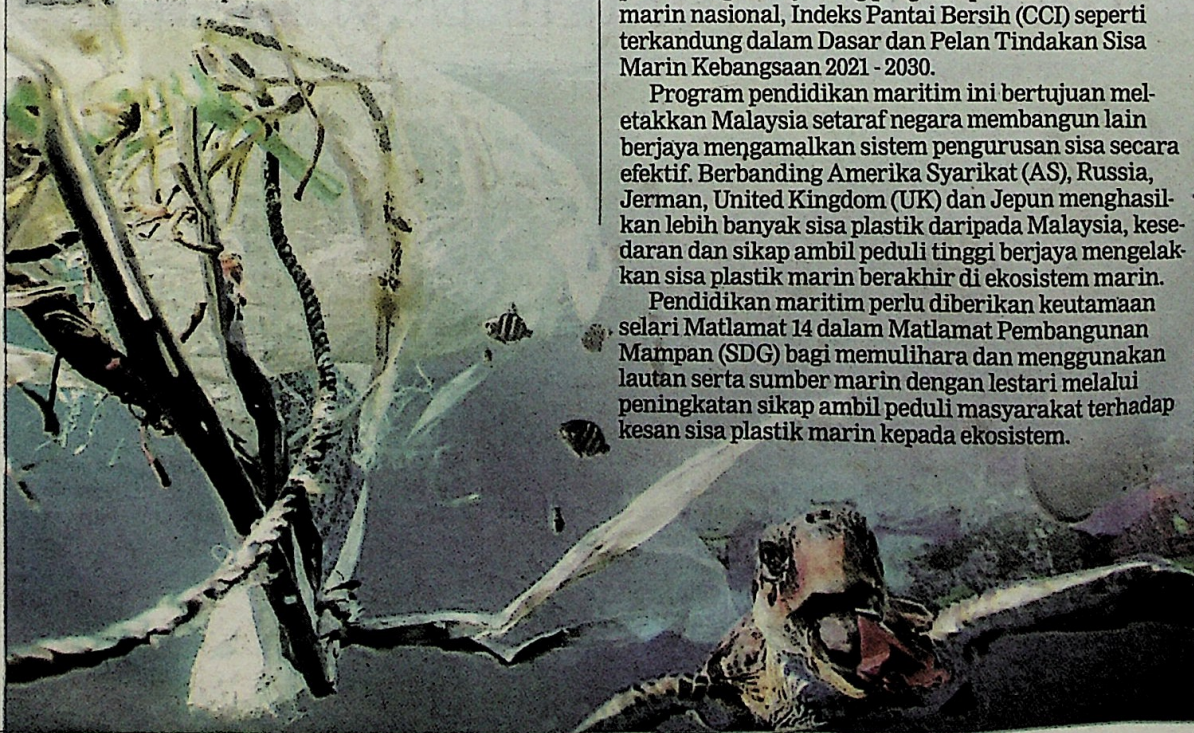 marin nasional, Indeks Pantai Bersih (CCI) seperti
terkandung dalam Dasar dan Pelan Tindakan Sisa
Marin Kebangsaan 2021 - 2030.
Program pendidikan maritim ini bertujuan mel-
etakkan Malaysia setaraf negara membangun lain
berjaya mengamalkan sistem pengurusan sisa secara
efektif. Berbanding Amerika Syarikat (AS), Russia,
Jerman, United Kingdom (UK) dan Jepun menghasil-
kan lebih banyak sisa plastik daripada Malaysia, kese-
daran dan sikap ambil peduli tinggi berjaya mengelak-
kan sisa plastik marin berakhir di ekosistem marin.
Pendidikan maritim perlu diberikan keutamaan
selari Matlamat 14 dalam Matlamat Pembangunan
Mampan (SDG) bagi memulihara dan menggunakan
lautan serta sumber marin dengan lestari melalui
peningkatan sikap ambil peduli masyarakat terhadap
kesan sisa plastik marin kepada ekosistem.